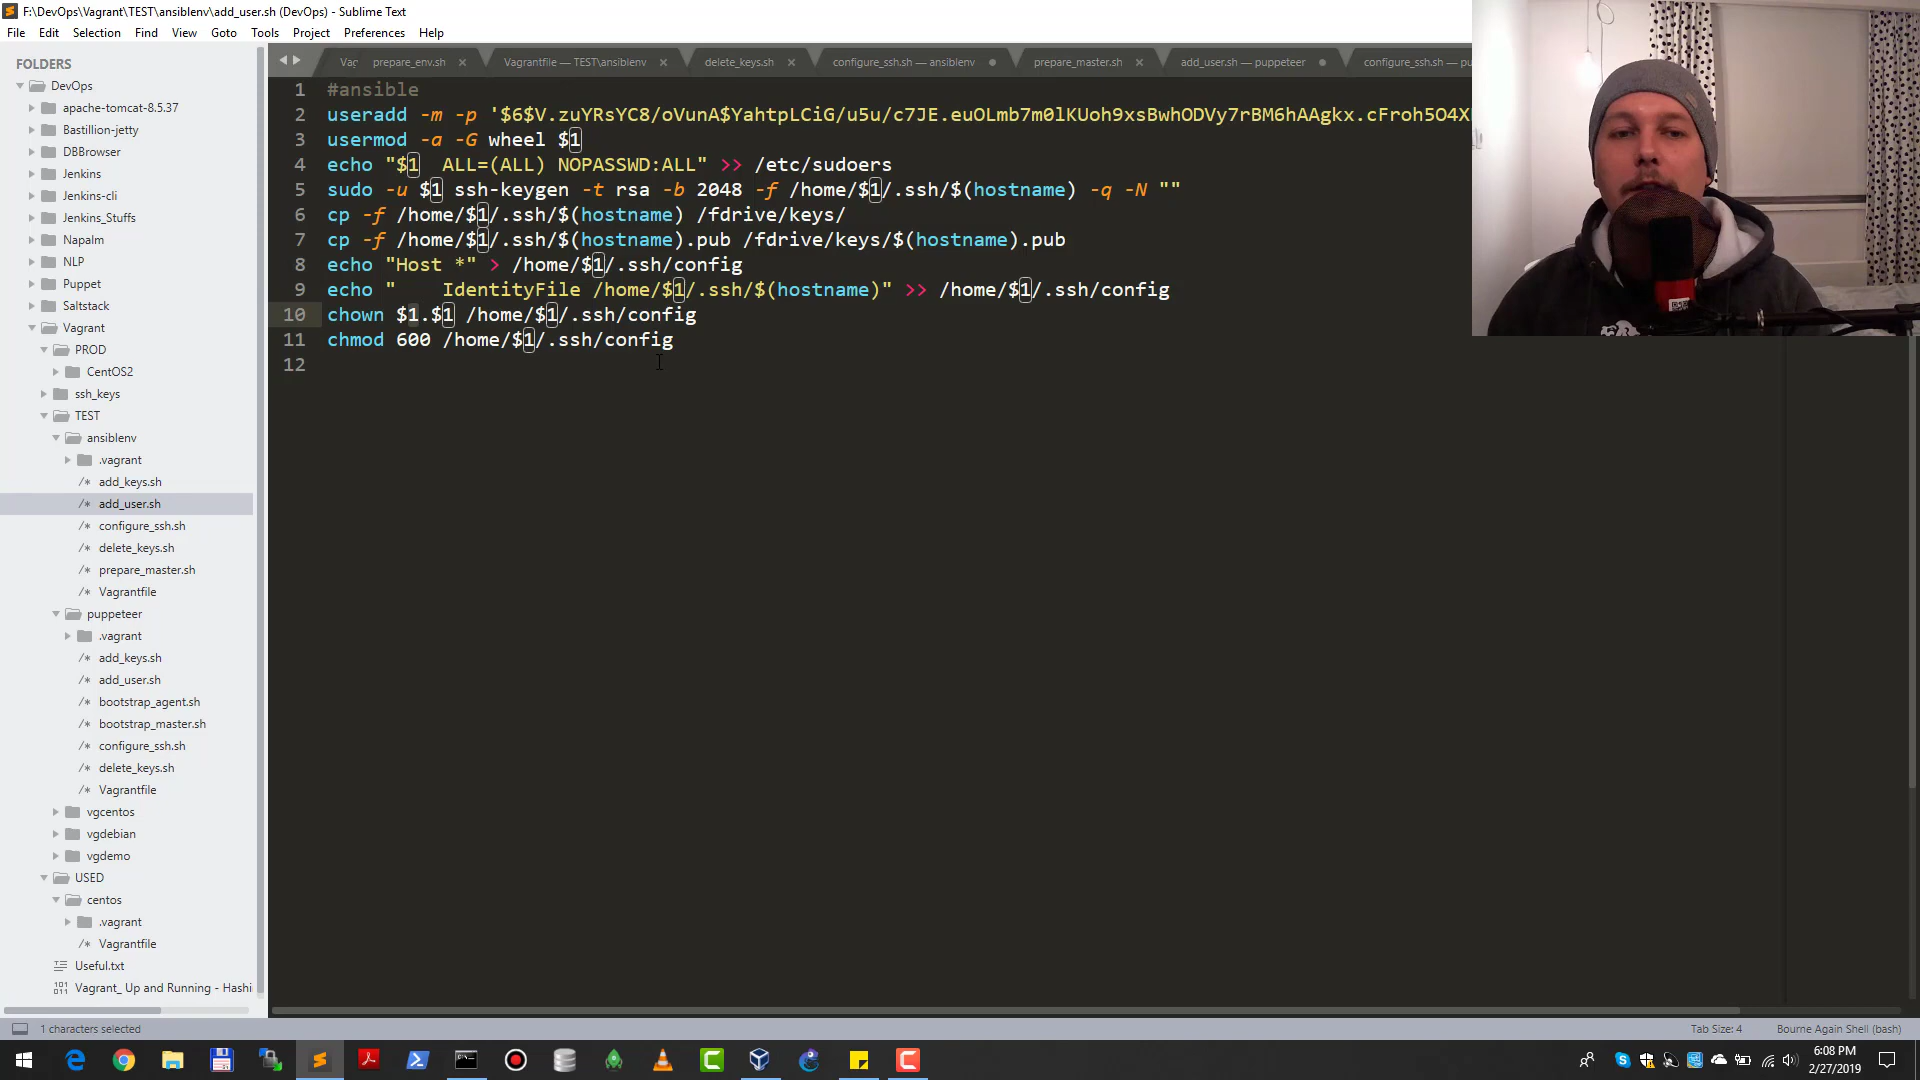 F:\DevOps\Vagrant\TEST\ansiblenv\add_user.sh (DevOps) - Sublime Text
File Edit Selection Find View Goto Tools Project Preferences Help
FOLDERS
DevOps
apache-tomcat-8.5.37
Bastillion-jetty
DBBrowser
Jenkins
Jenkins-cli
Jenkins_Stuffs
Napalm
NLP
Puppet
Saltstack
Vagrant
PROD
CentOS2
ssh_keys
TEST
ansiblenv
.vagrant
/* add_keys.sh
/* add_user.sh
/* configure_ssh.sh
/* delete_keys.sh
/* prepare_master.sh
/* Vagrantfile
puppeteer
.vagrant
/* add_keys.sh
/* add_user.sh
/* bootstrap_agent.sh
/* bootstrap_master.sh
/* configure_ssh.sh
/* delete_keys.sh
/* Vagrantfile
vgcentos
vgdebian
vgdemo
USED
centos
.vagrant
/* Vagrantfile
Useful.txt
Vagrant_ Up and Running - Hashi
Vag prepare_env.sh Vagrantfile — TEST\ansiblenv delete_keys.sh configure_ssh.sh — ansiblenv prepare_master.sh add_user.sh — puppeteer configure_ssh.sh — pu
1 #ansible
2 useradd -m -p '$6$V.zuYRsYC8/oVunA$YahtpLCiG/u5u/c7JE.euOLmb7m0lKUoh9xsBwhODVy7rBM6hAAgkx.cFroh5O4X
3 usermod -a -G wheel $1
4 echo "$1  ALL=(ALL) NOPASSWD:ALL" >> /etc/sudoers
5 sudo -u $1 ssh-keygen -t rsa -b 2048 -f /home/$1/.ssh/$(hostname) -q -N ""
6 cp -f /home/$1/.ssh/$(hostname) /fdrive/keys/
7 cp -f /home/$1/.ssh/$(hostname).pub /fdrive/keys/$(hostname).pub
8 echo "Host *" > /home/$1/.ssh/config
9 echo "    IdentityFile /home/$1/.ssh/$(hostname)" >> /home/$1/.ssh/config
10 chown $1.$1 /home/$1/.ssh/config
11 chmod 600 /home/$1/.ssh/config
12
1 characters selected
Tab Size: 4
Bourne Again Shell (bash)
6:08 PM
2/27/2019